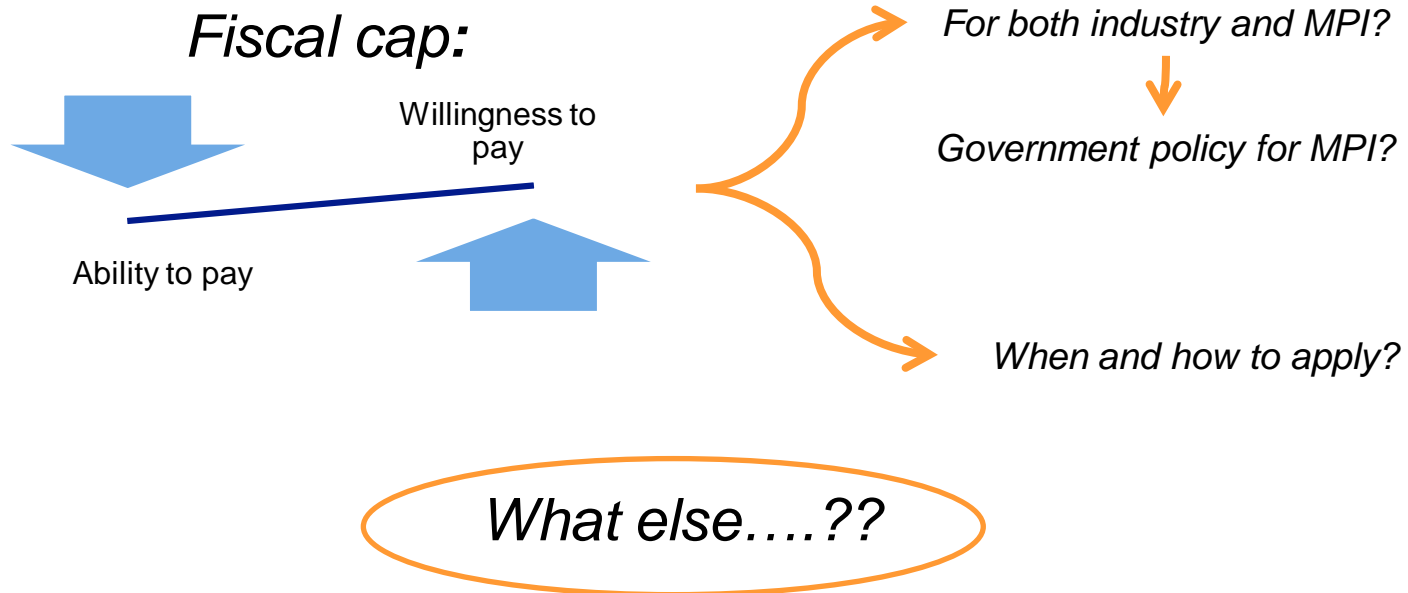 Fiscal cap:
Willingness to
pay
Ability to pay
For both industry and MPI?
Government policy for MPI?
When and how to apply?
What else….??